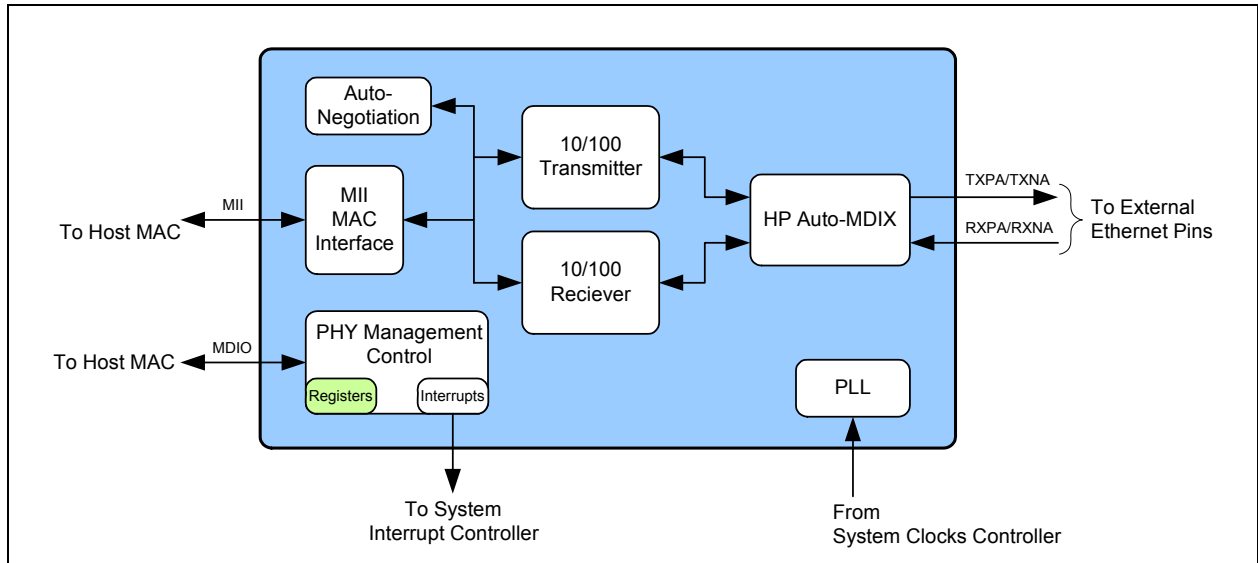 Auto-
Negotiation
10/100
Transmitter
MII
MAC
Interface
MII
To Host MAC
HP Auto-MDIX
TXPA/TXNA
RXPA/RXNA
To External
Ethernet Pins
10/100
Reciever
PHY Management
Control
MDIO
To Host MAC
Registers
Interrupts
PLL
To System
Interrupt Controller
From
System Clocks Controller